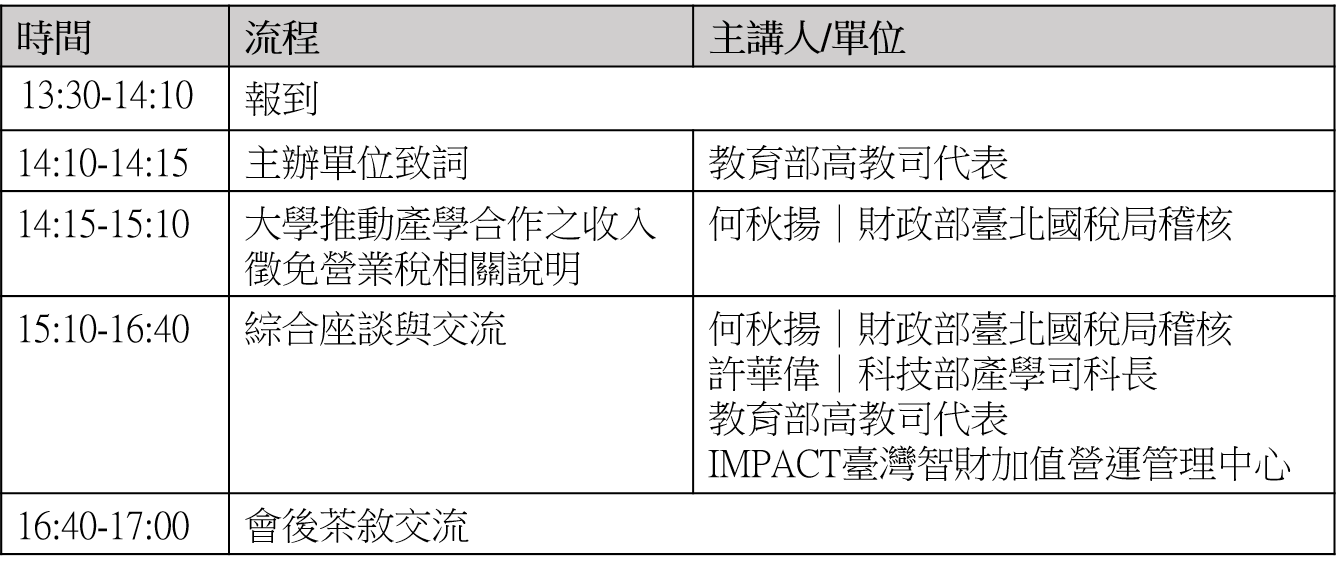 時間 流程 主講人/單位
13:30-14:10 報到
14:10-14:15 主辦單位致詞 教育部高教司代表
14:15-15:10 大學推動產學合作之收入 何秋揚｜財政部臺北國稅局稽核
徵免營業稅相關說明
15:10-16:40 綜合座談與交流 何秋揚｜財政部臺北國稅局稽核
許華偉｜科技部產學司科長
教育部高教司代表
IMPACT臺灣智財加值營運管理中心
16:40-17:00 會後茶敘交流